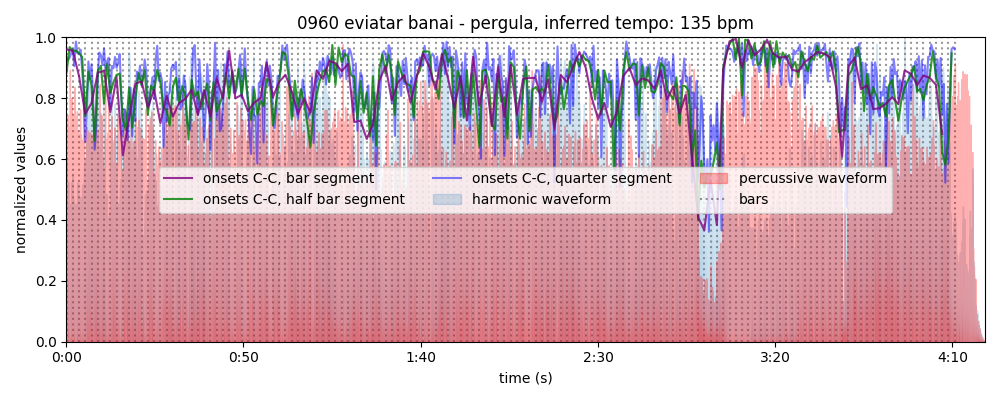 0960 eviatar banai - pergula, inferred tempo: 135 bpm
normalized values
1.0
0.8
0.6
0.4
0.2
0.0
onsets C-C, bar segment
onsets C-C, half bar segment
onsets C-C, quarter segment
harmonic waveform
percussive waveform
bars
0:00 0:50 1:40 2:30 3:20 4:10
time (s)